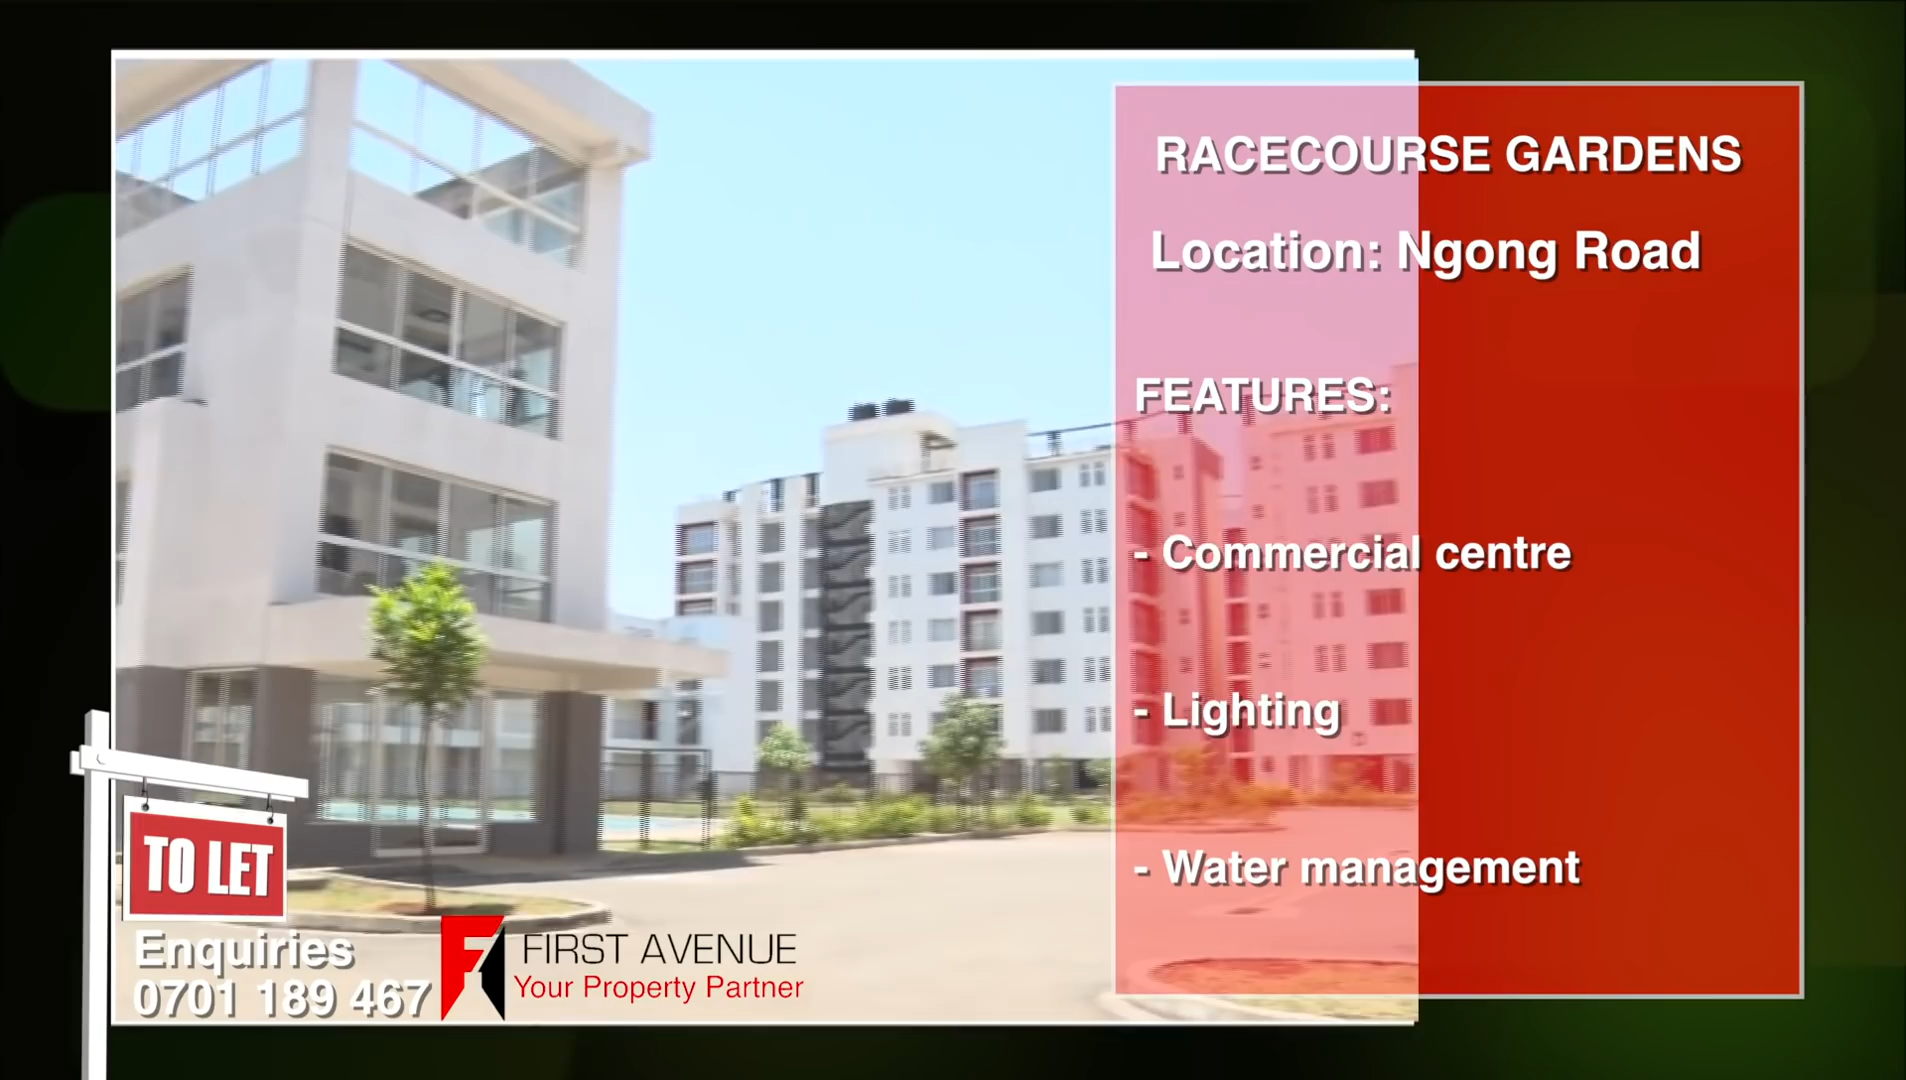 RACECOURSE GARDENS
Location: Ngong Road
FEATURES:
- Commercial centre
- Lighting
- Water management
TO LET
Enquiries
0701 189 467
FIRST AVENUE
Your Property Partner